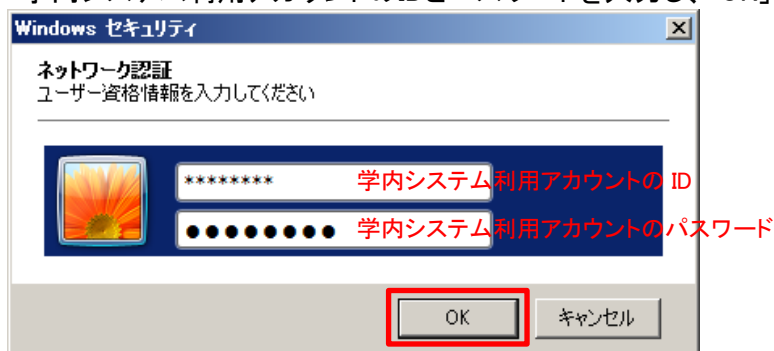 Windows セキュリティ
ネットワーク認証
ユーザー資格情報を入力してください
******** 学内システム利用アカウントの ID
●●●●●●●● 学内システム利用アカウントのパスワード
OK キャンセル